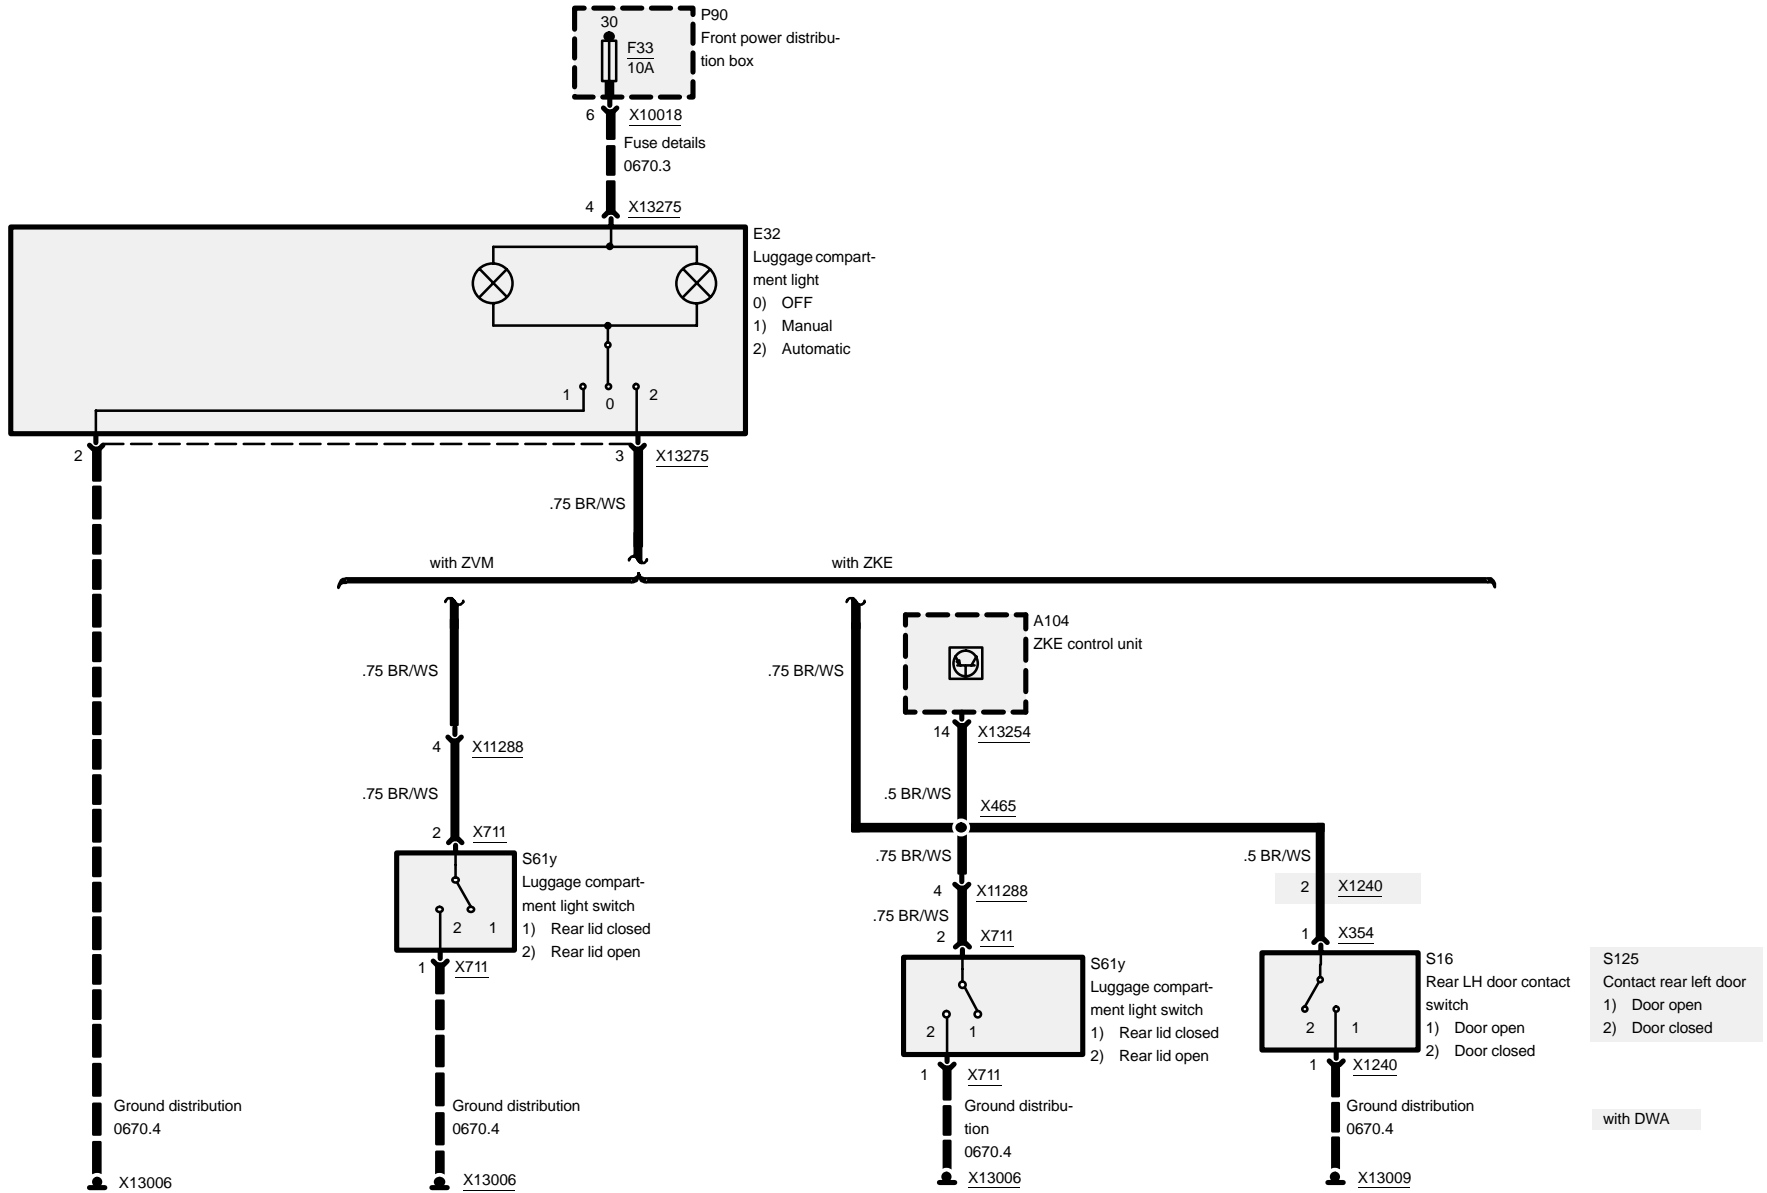 30
F33
10A
P90
Front power distribu-
tion box
6 X10018
Fuse details
0670.3
4 X13275
E32
Luggage compart-
ment light
0) OFF
1) Manual
2) Automatic
1 0 2
2
3 X13275
.75 BR/WS
with ZVM
with ZKE
.75 BR/WS
4 X11288
.75 BR/WS
2 X711
S61y
Luggage compart-
ment light switch
1) Rear lid closed
2) Rear lid open
2 1
1 X711
.75 BR/WS
A104
ZKE control unit
14 X13254
.5 BR/WS
X465
.75 BR/WS
4 X11288
.75 BR/WS
2 X711
S61y
Luggage compart-
ment light switch
1) Rear lid closed
2) Rear lid open
2 1
1 X711
.5 BR/WS
2 X1240
1 X354
S16
Rear LH door contact
switch
1) Door open
2) Door closed
2 1
1 X1240
S125
Contact rear left door
1) Door open
2) Door closed
with DWA
Ground distribution
0670.4
X13006
Ground distribution
0670.4
X13006
Ground distribu-
tion
0670.4
X13006
Ground distribution
0670.4
X13009